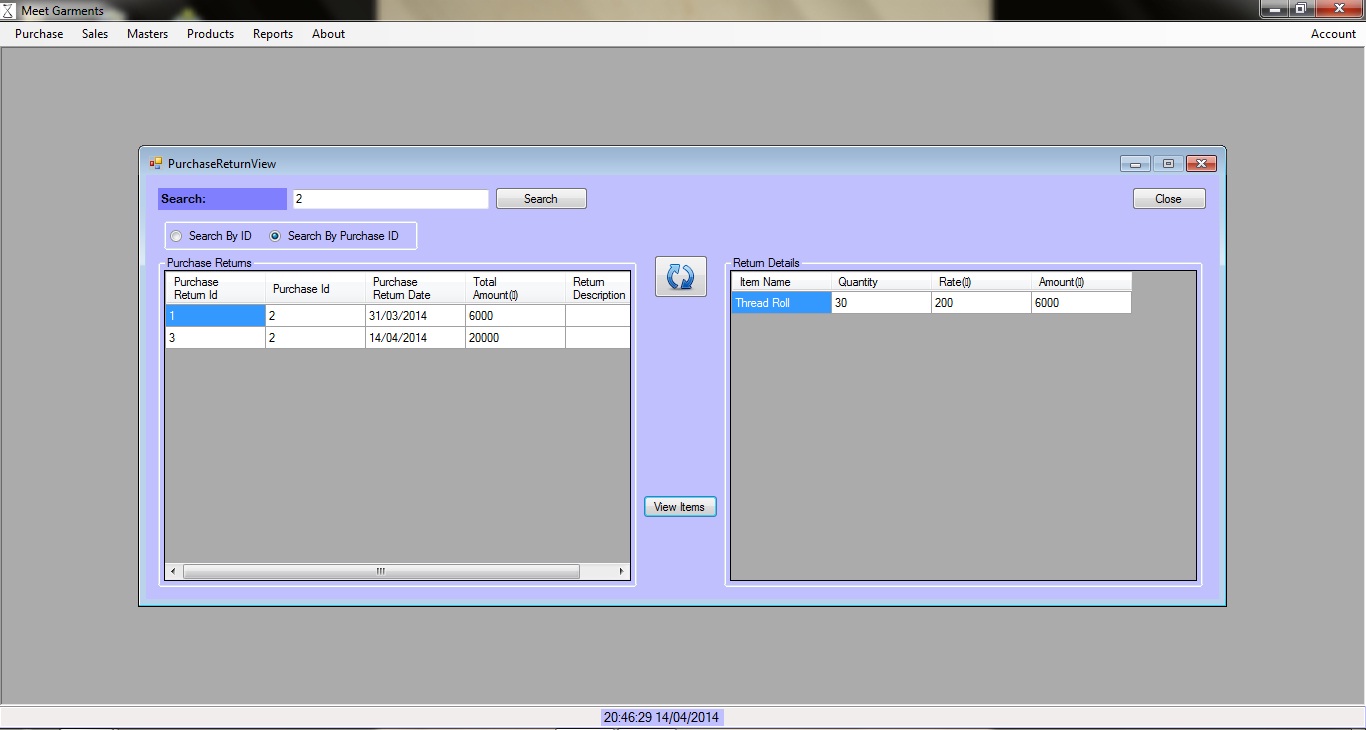 Meet Garments
Purchase Sales Masters Products Reports About Account
PurchaseReturnView
Search: 2 Search Close
Search By ID Search By Purchase ID
Purchase Returns
Purchase Return Id Purchase Id Purchase Return Date Total Amount(▯) Return Description
1 2 31/03/2014 6000
3 2 14/04/2014 20000
View Items
Return Details
Item Name Quantity Rate(▯) Amount(▯)
Thread Roll 30 200 6000
20:46:29 14/04/2014